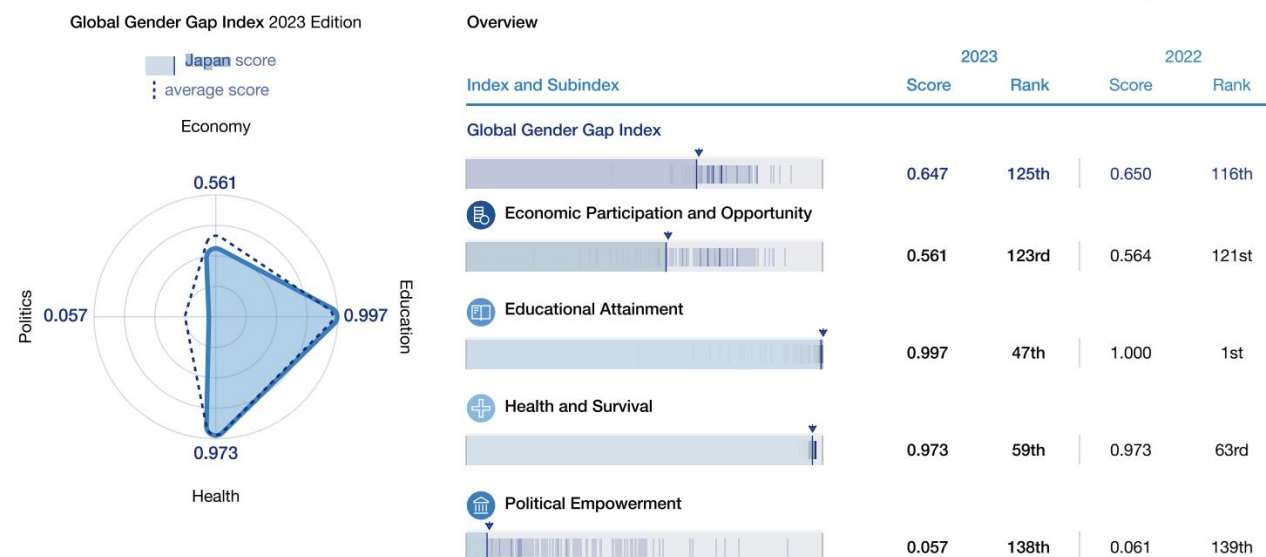 Global Gender Gap Index 2023 Edition
Japan score
average score
Economy
0.561
Politics
0.057
0.997
Education
0.973
Health
Overview
2023 2022
Index and Subindex Score Rank Score Rank
Global Gender Gap Index
0.647 125th 0.650 116th
Economic Participation and Opportunity
0.561 123rd 0.564 121st
Educational Attainment
0.997 47th 1.000 1st
Health and Survival
0.973 59th 0.973 63rd
Political Empowerment
0.057 138th 0.061 139th